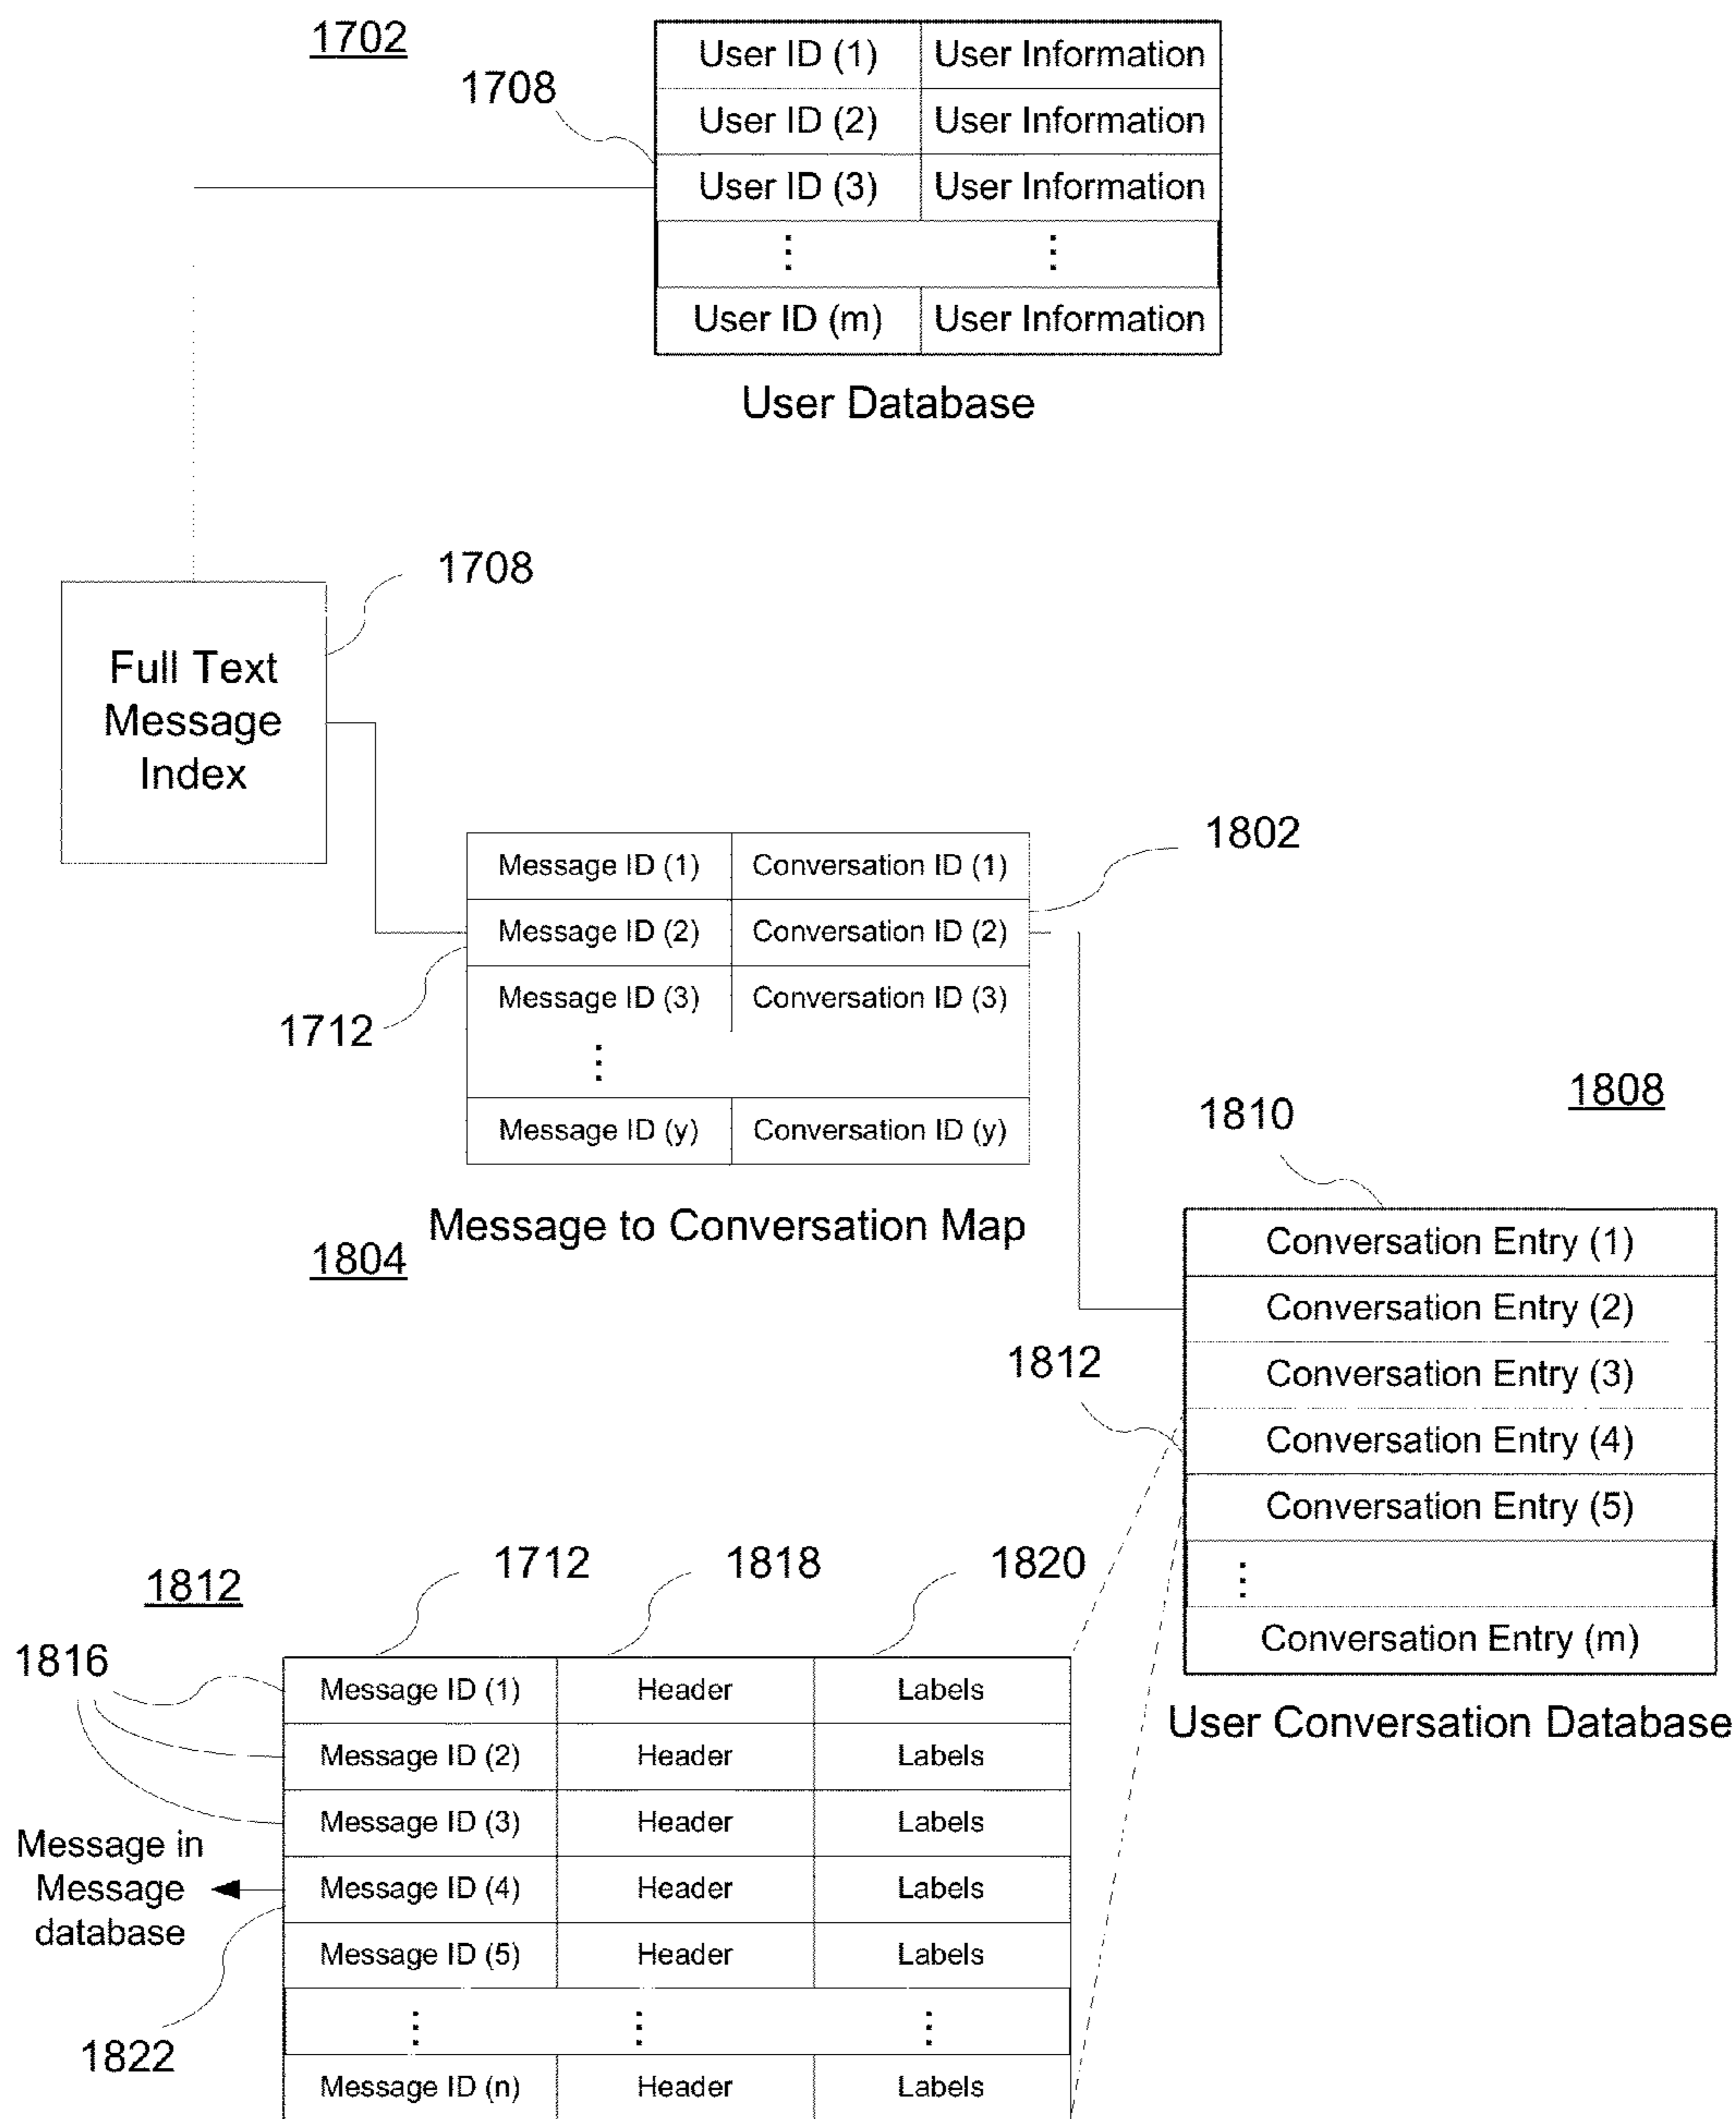 1702
1708
User ID (1) User Information
User ID (2) User Information
User ID (3) User Information
⋮ ⋮
User ID (m) User Information
User Database
1708
Full Text
Message
Index
1802
Message ID (1) Conversation ID (1)
Message ID (2) Conversation ID (2)
Message ID (3) Conversation ID (3)
⋮
Message ID (y) Conversation ID (y)
1712
Message to Conversation Map
1804
1808
1810
Conversation Entry (1)
Conversation Entry (2)
Conversation Entry (3)
Conversation Entry (4)
Conversation Entry (5)
⋮
Conversation Entry (m)
User Conversation Database
1812
1812
1712 1818 1820
1816
Message ID (1) Header Labels
Message ID (2) Header Labels
Message ID (3) Header Labels
Message ID (4) Header Labels
Message ID (5) Header Labels
⋮ ⋮ ⋮
Message ID (n) Header Labels
Message in
Message
database
1822